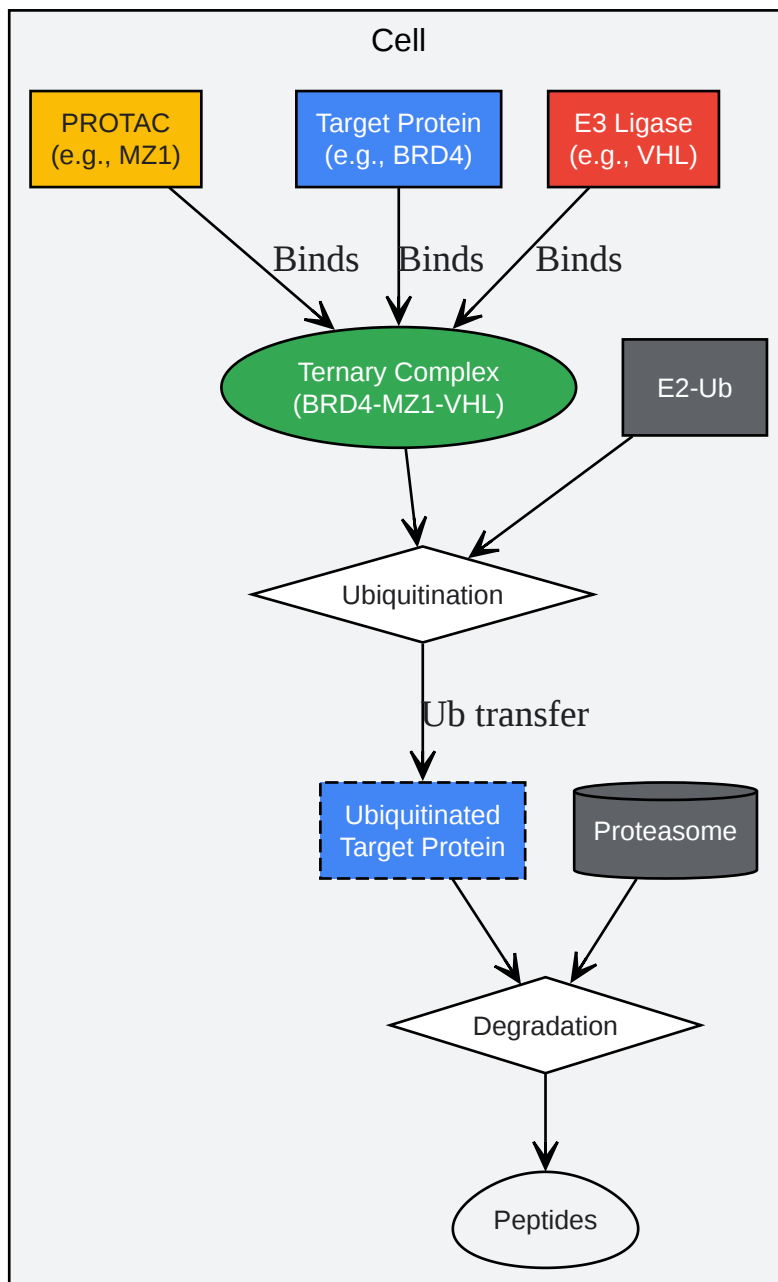 Cell
PROTAC
(e.g., MZ1)
Target Protein
(e.g., BRD4)
E3 Ligase
(e.g., VHL)
Binds
Binds
Binds
Ternary Complex
(BRD4-MZ1-VHL)
E2-Ub
Ubiquitination
Ub transfer
Ubiquitinated
Target Protein
Proteasome
Degradation
Peptides